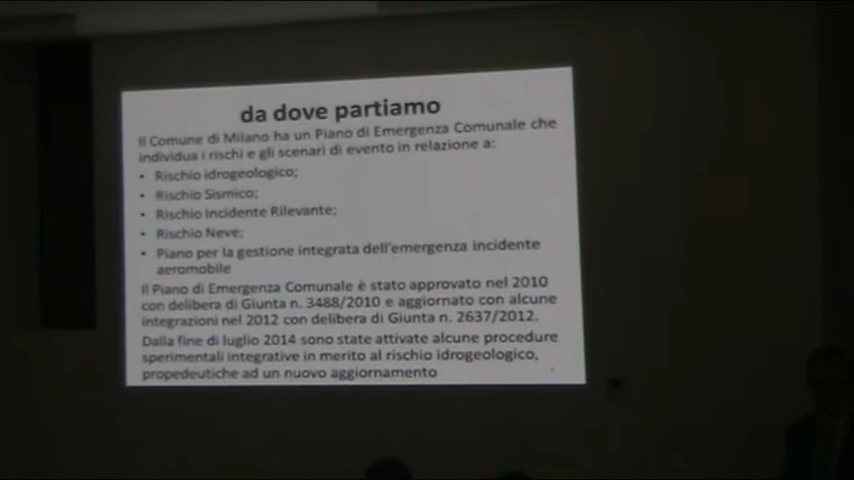 da dove partiamo
Il Comune di Milano ha un Piano di Emergenza Comunale che
individua i rischi e gli scenari di evento in relazione a:
• Rischio idrogeologico;
• Rischio Sismico;
• Rischio Incidente Rilevante;
• Rischio Neve;
• Piano per la gestione integrata dell'emergenza incidente
aeromobile
Il Piano di Emergenza Comunale è stato approvato nel 2010
con delibera di Giunta n. 3488/2010 e aggiornato con alcune
integrazioni nel 2012 con delibera di Giunta n. 2637/2012.
Dalla fine di luglio 2014 sono state attivate alcune procedure
sperimentali integrative in merito al rischio idrogeologico,
propedeutiche ad un nuovo aggiornamento